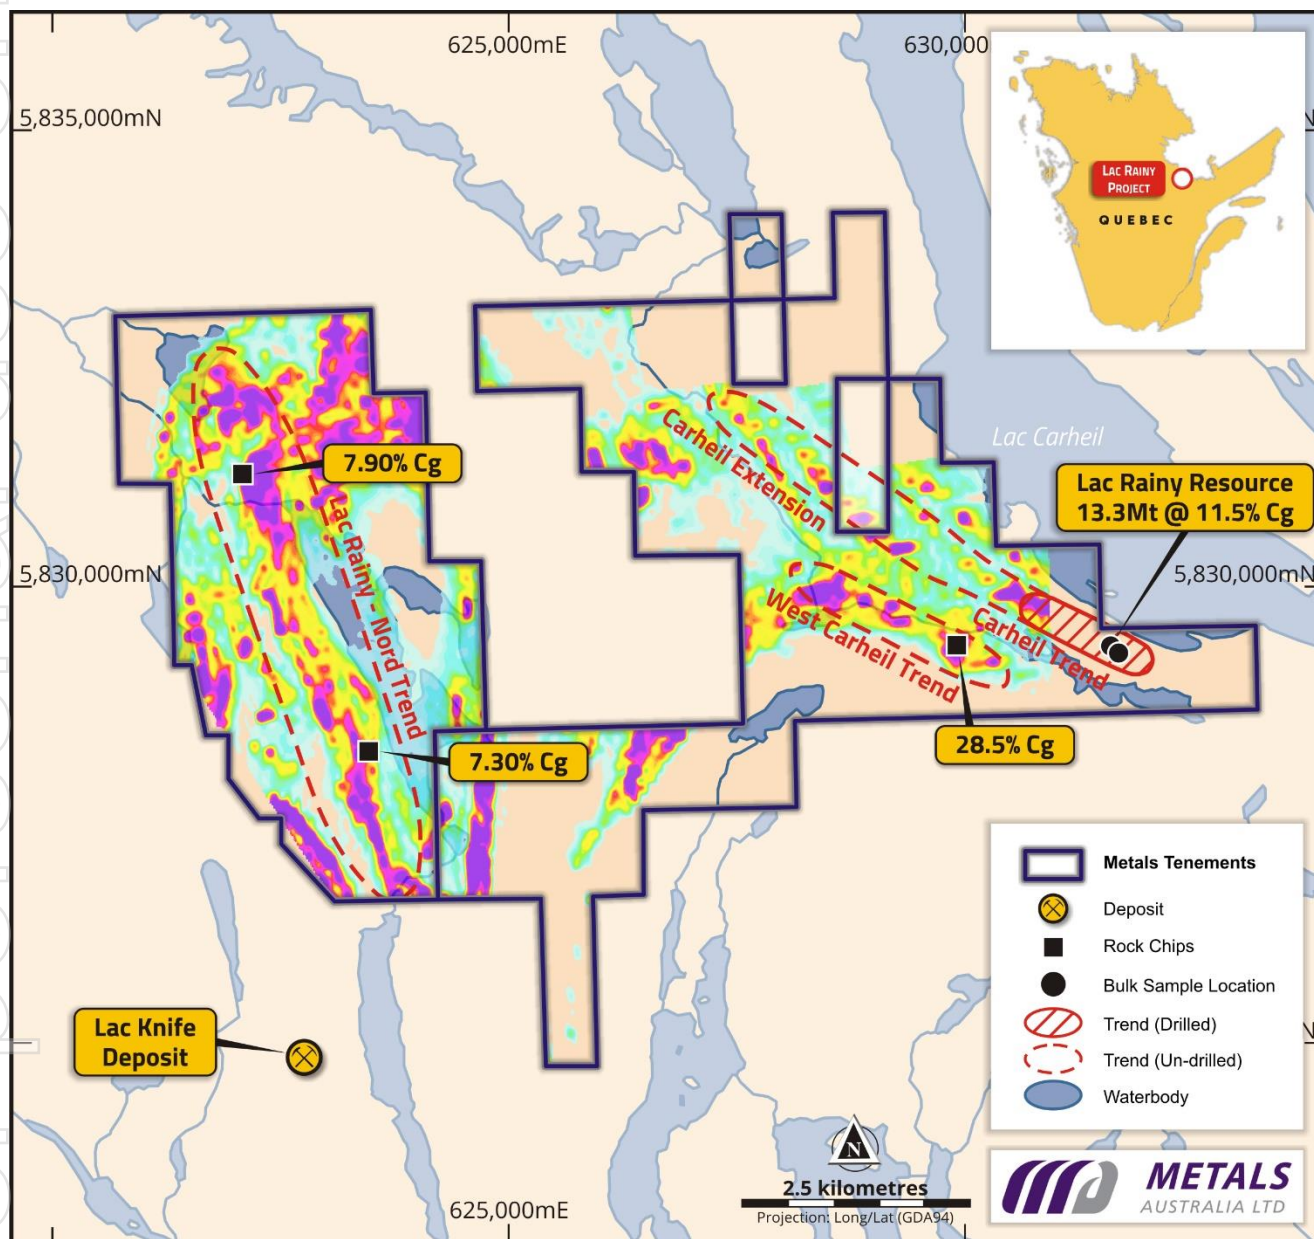 625,000mE
630,000
5,835,000mN
N
LAC RAINY
PROJECT
QUEBEC
Lac Carheil
Carheil Extension
7.90% Cg
Lac Rainy Resource
13.3Mt @ 11.5% Cg
Lac Rainy - Nord Trend
5,830,000mN
5,830,000mN
West Carheil Trend
Carheil Trend
28.5% Cg
7.30% Cg
Metals Tenements
Deposit
Rock Chips
Bulk Sample Location
Trend (Drilled)
Trend (Un-drilled)
Waterbody
Lac Knife
Deposit
N
N
2.5 kilometres
Projection: Long/Lat (GDA94)
625,000mE
METALS
AUSTRALIA LTD